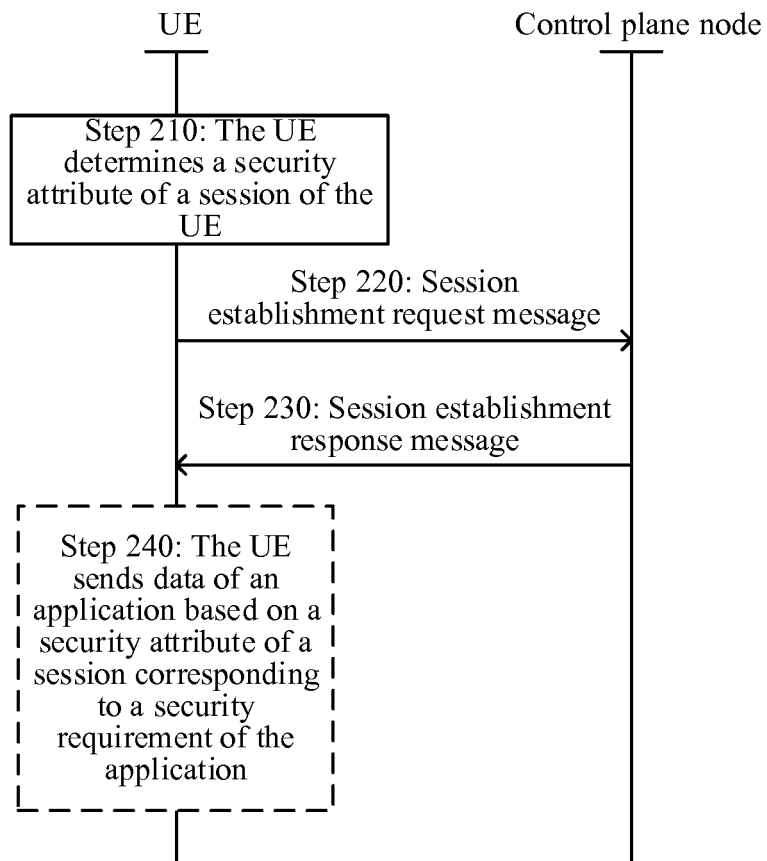 UE
Control plane node
Step 210: The UE
determines a security
attribute of a session of the
UE
Step 220: Session
establishment request message
Step 230: Session establishment
response message
Step 240: The UE
sends data of an
application based on a
security attribute of a
session corresponding
to a security
requirement of the
application